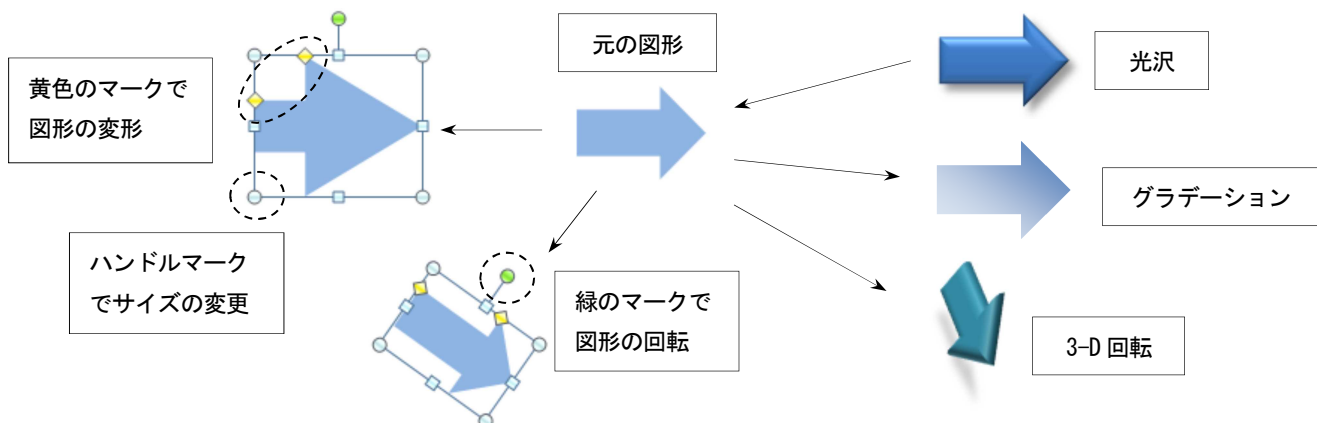 元の図形
光沢
黄色のマークで
図形の変形
グラデーション
ハンドルマーク
でサイズの変更
緑のマークで
図形の回転
3-D 回転